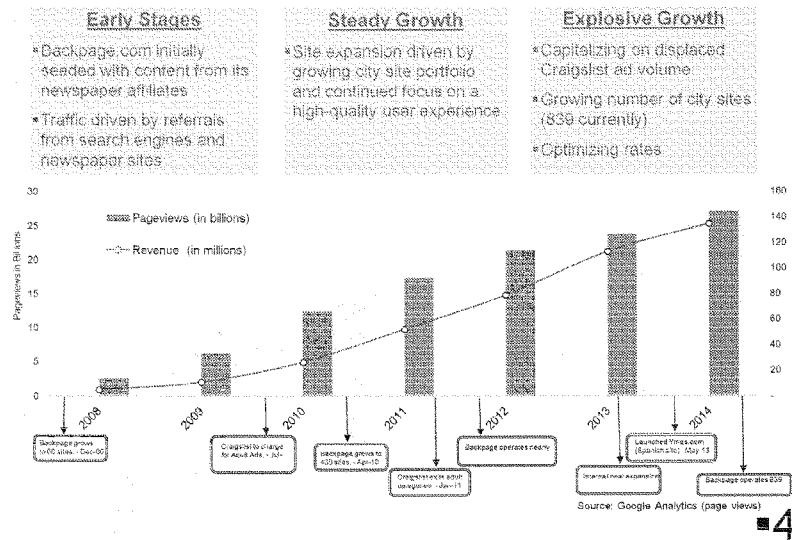 Early Stages
▪Backpage.com initially
seeded with content from its
newspaper affiliates
▪Traffic driven by referrals
from search engines and
newspaper sites
Steady Growth
▪Site expansion driven by
growing city site portfolio
and continued focus on a
high-quality user experience
Explosive Growth
▪Capitalizing on displaced
Craigslist ad volume
▪Growing number of city sites
(839 currently)
▪Optimizing rates
Pageviews in Billions
30
25
20
15
10
5
0
Pageviews (in billions)
Revenue (in millions)
160
140
120
100
80
60
40
20
-
2008
2009
2010
2011
2012
2013
2014
Backpage grows
to 60 sites. -
Craigslist to charge
for Adult Ads. -
Backpage grows to
sites. - Apr-10
Craigslist exits adult
categories -
Backpage operates nearly
International expansion
Launched
(Spanish site) May 13
Backpage operates 839
Source: Google Analytics (page views)
▪4